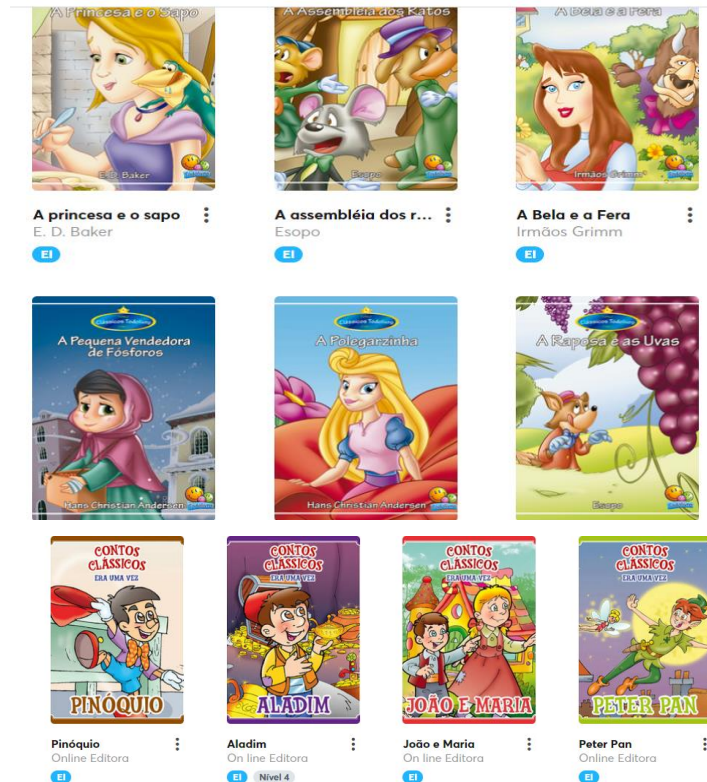 A Princesa e o Sapo
E. D. Baker
A princesa e o sapo
E. D. Baker
EI
A Assembléia dos Ratos
Esopo
A assembléia dos r...
Esopo
EI
A Bela e a Fera
Irmãos Grimm
A Bela e a Fera
Irmãos Grimm
EI
Clássicos Todolivro
A Pequena Vendedora
de Fósforos
Hans Christian Andersen
Clássicos Todolivro
A Polegarzinha
Hans Christian Andersen
Clássicos Todolivro
A Raposa e as Uvas
Esopo
CONTOS
CLÁSSICOS
ERA UMA VEZ
PINÓQUIO
Pinóquio
Online Editora
EI
CONTOS
CLÁSSICOS
ERA UMA VEZ
ALADIM
Aladim
On line Editora
EI Nível 4
CONTOS
CLÁSSICOS
ERA UMA VEZ
JOÃO E MARIA
João e Maria
On line Editora
EI
CONTOS
CLÁSSICOS
ERA UMA VEZ
PETER PAN
Peter Pan
Online Editora
EI